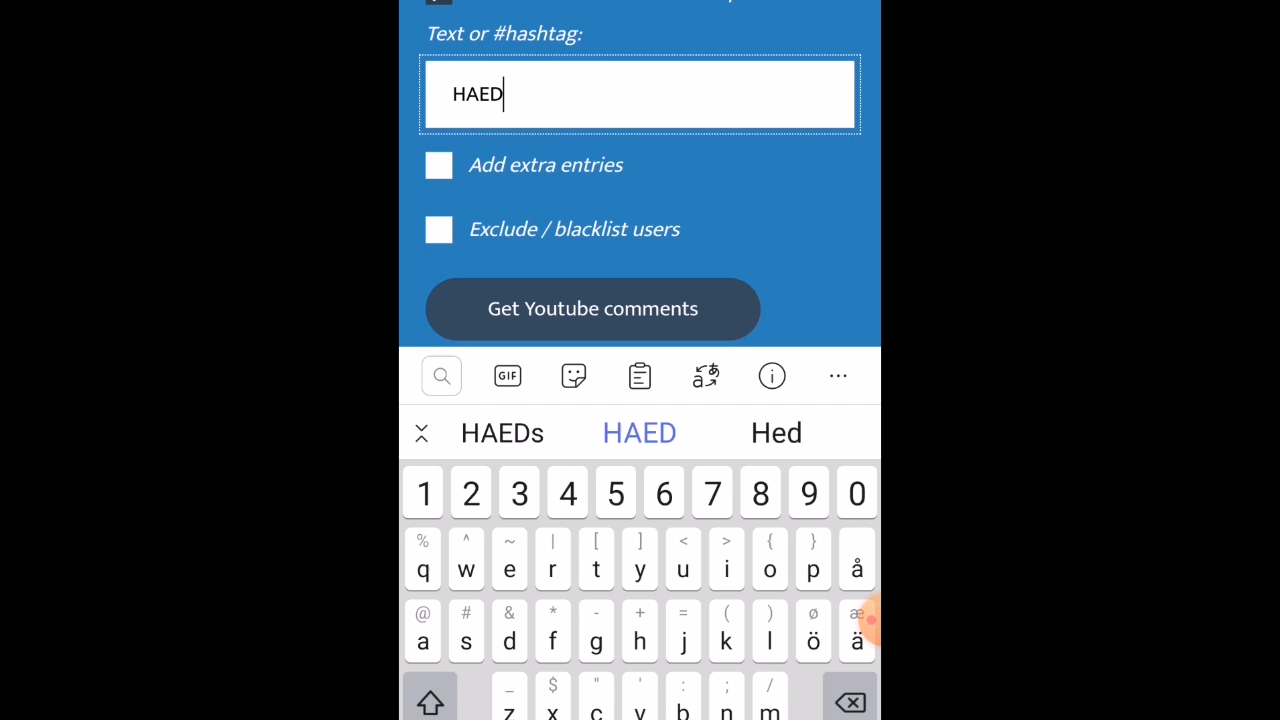 Text or #hashtag:
HAED
Add extra entries
Exclude / blacklist users
Get Youtube comments
GIF
HAEDs HAED Hed
1 2 3 4 5 6 7 8 9 0
% ^ ~ | [ ] < > { }
q w e r t y u i o p å
@ # & * - + = ( ) ø æ
a s d f g h j k l ö ä
_ $ " ' : ; /
z x c v b n m